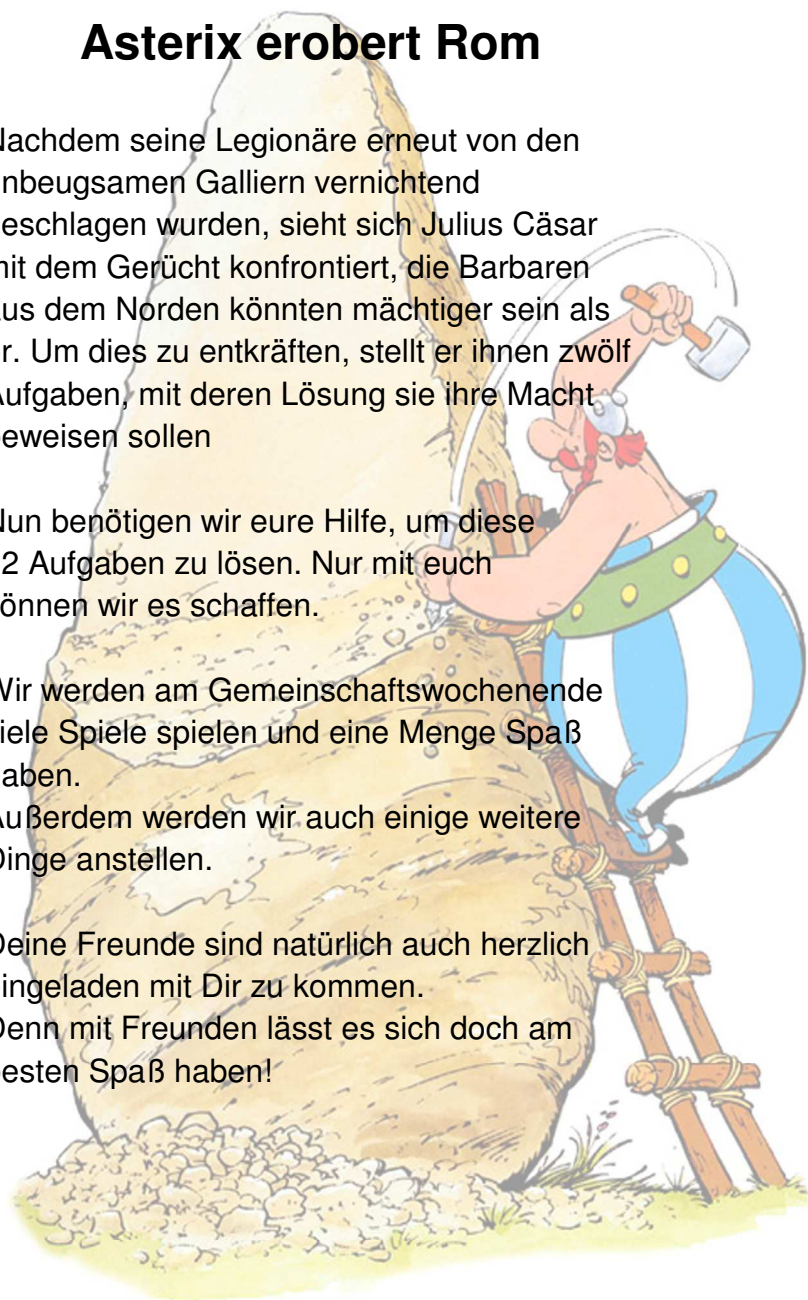 Asterix erobert Rom
Nachdem seine Legionäre erneut von den
nbeugsamen Galliern vernichtend
eschlagen wurden, sieht sich Julius Cäsar
mit dem Gerücht konfrontiert, die Barbaren
us dem Norden könnten mächtiger sein als
r. Um dies zu entkräften, stellt er ihnen zwölf
Aufgaben, mit deren Lösung sie ihre Macht
eweisen sollen
Nun benötigen wir eure Hilfe, um diese
2 Aufgaben zu lösen. Nur mit euch
önnen wir es schaffen.
Wir werden am Gemeinschaftswochenende
iele Spiele spielen und eine Menge Spaß
aben.
Außerdem werden wir auch einige weitere
Dinge anstellen.
Deine Freunde sind natürlich auch herzlich
ingeladen mit Dir zu kommen.
Denn mit Freunden lässt es sich doch am
esten Spaß haben!